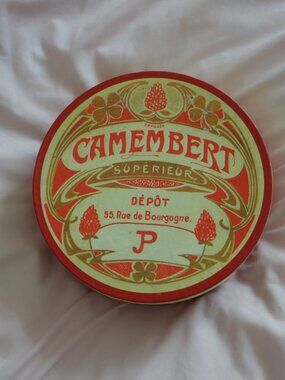 CAMEMBERT
SUPÉRIEUR
DÉPÔT
55, Rue de Bourgogne.
JP